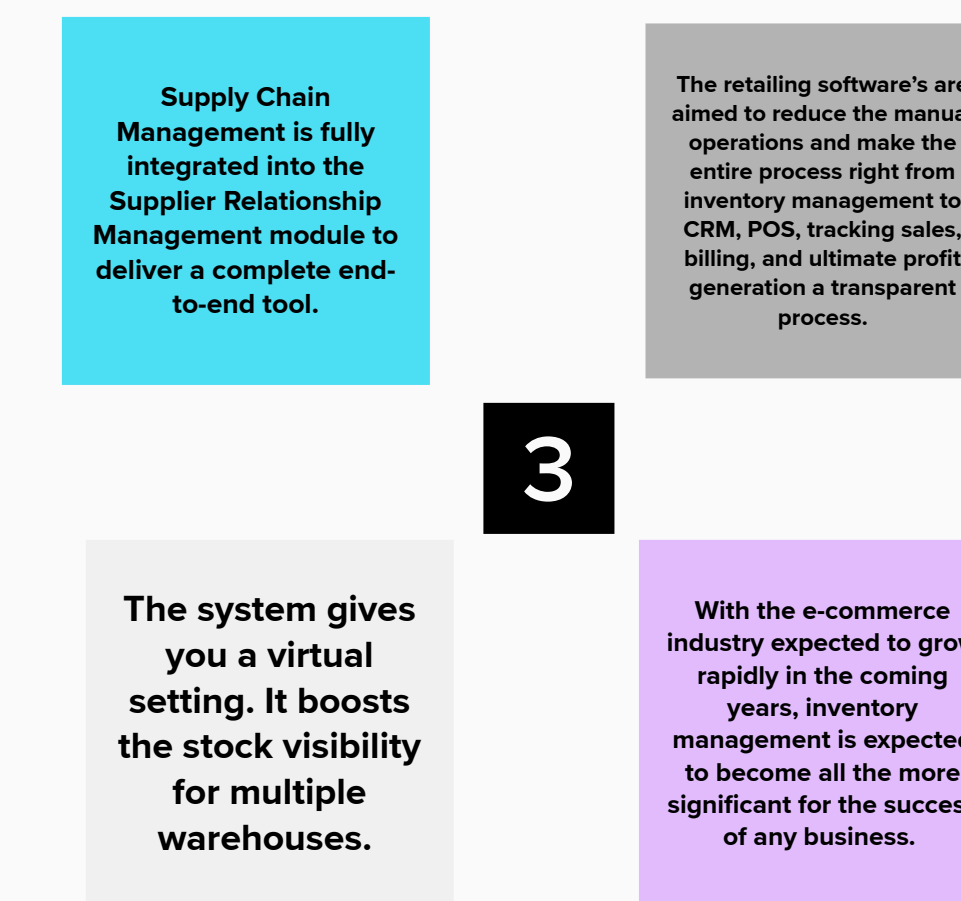 Supply Chain
Management is fully
integrated into the
Supplier Relationship
Management module to
deliver a complete end-
to-end tool.
The retailing software's are
aimed to reduce the manual
operations and make the
entire process right from
inventory management to
CRM, POS, tracking sales,
billing, and ultimate profit
generation a transparent
process.
3
The system gives
you a virtual
setting. It boosts
the stock visibility
for multiple
warehouses.
With the e-commerce
industry expected to grow
rapidly in the coming
years, inventory
management is expected
to become all the more
significant for the success
of any business.